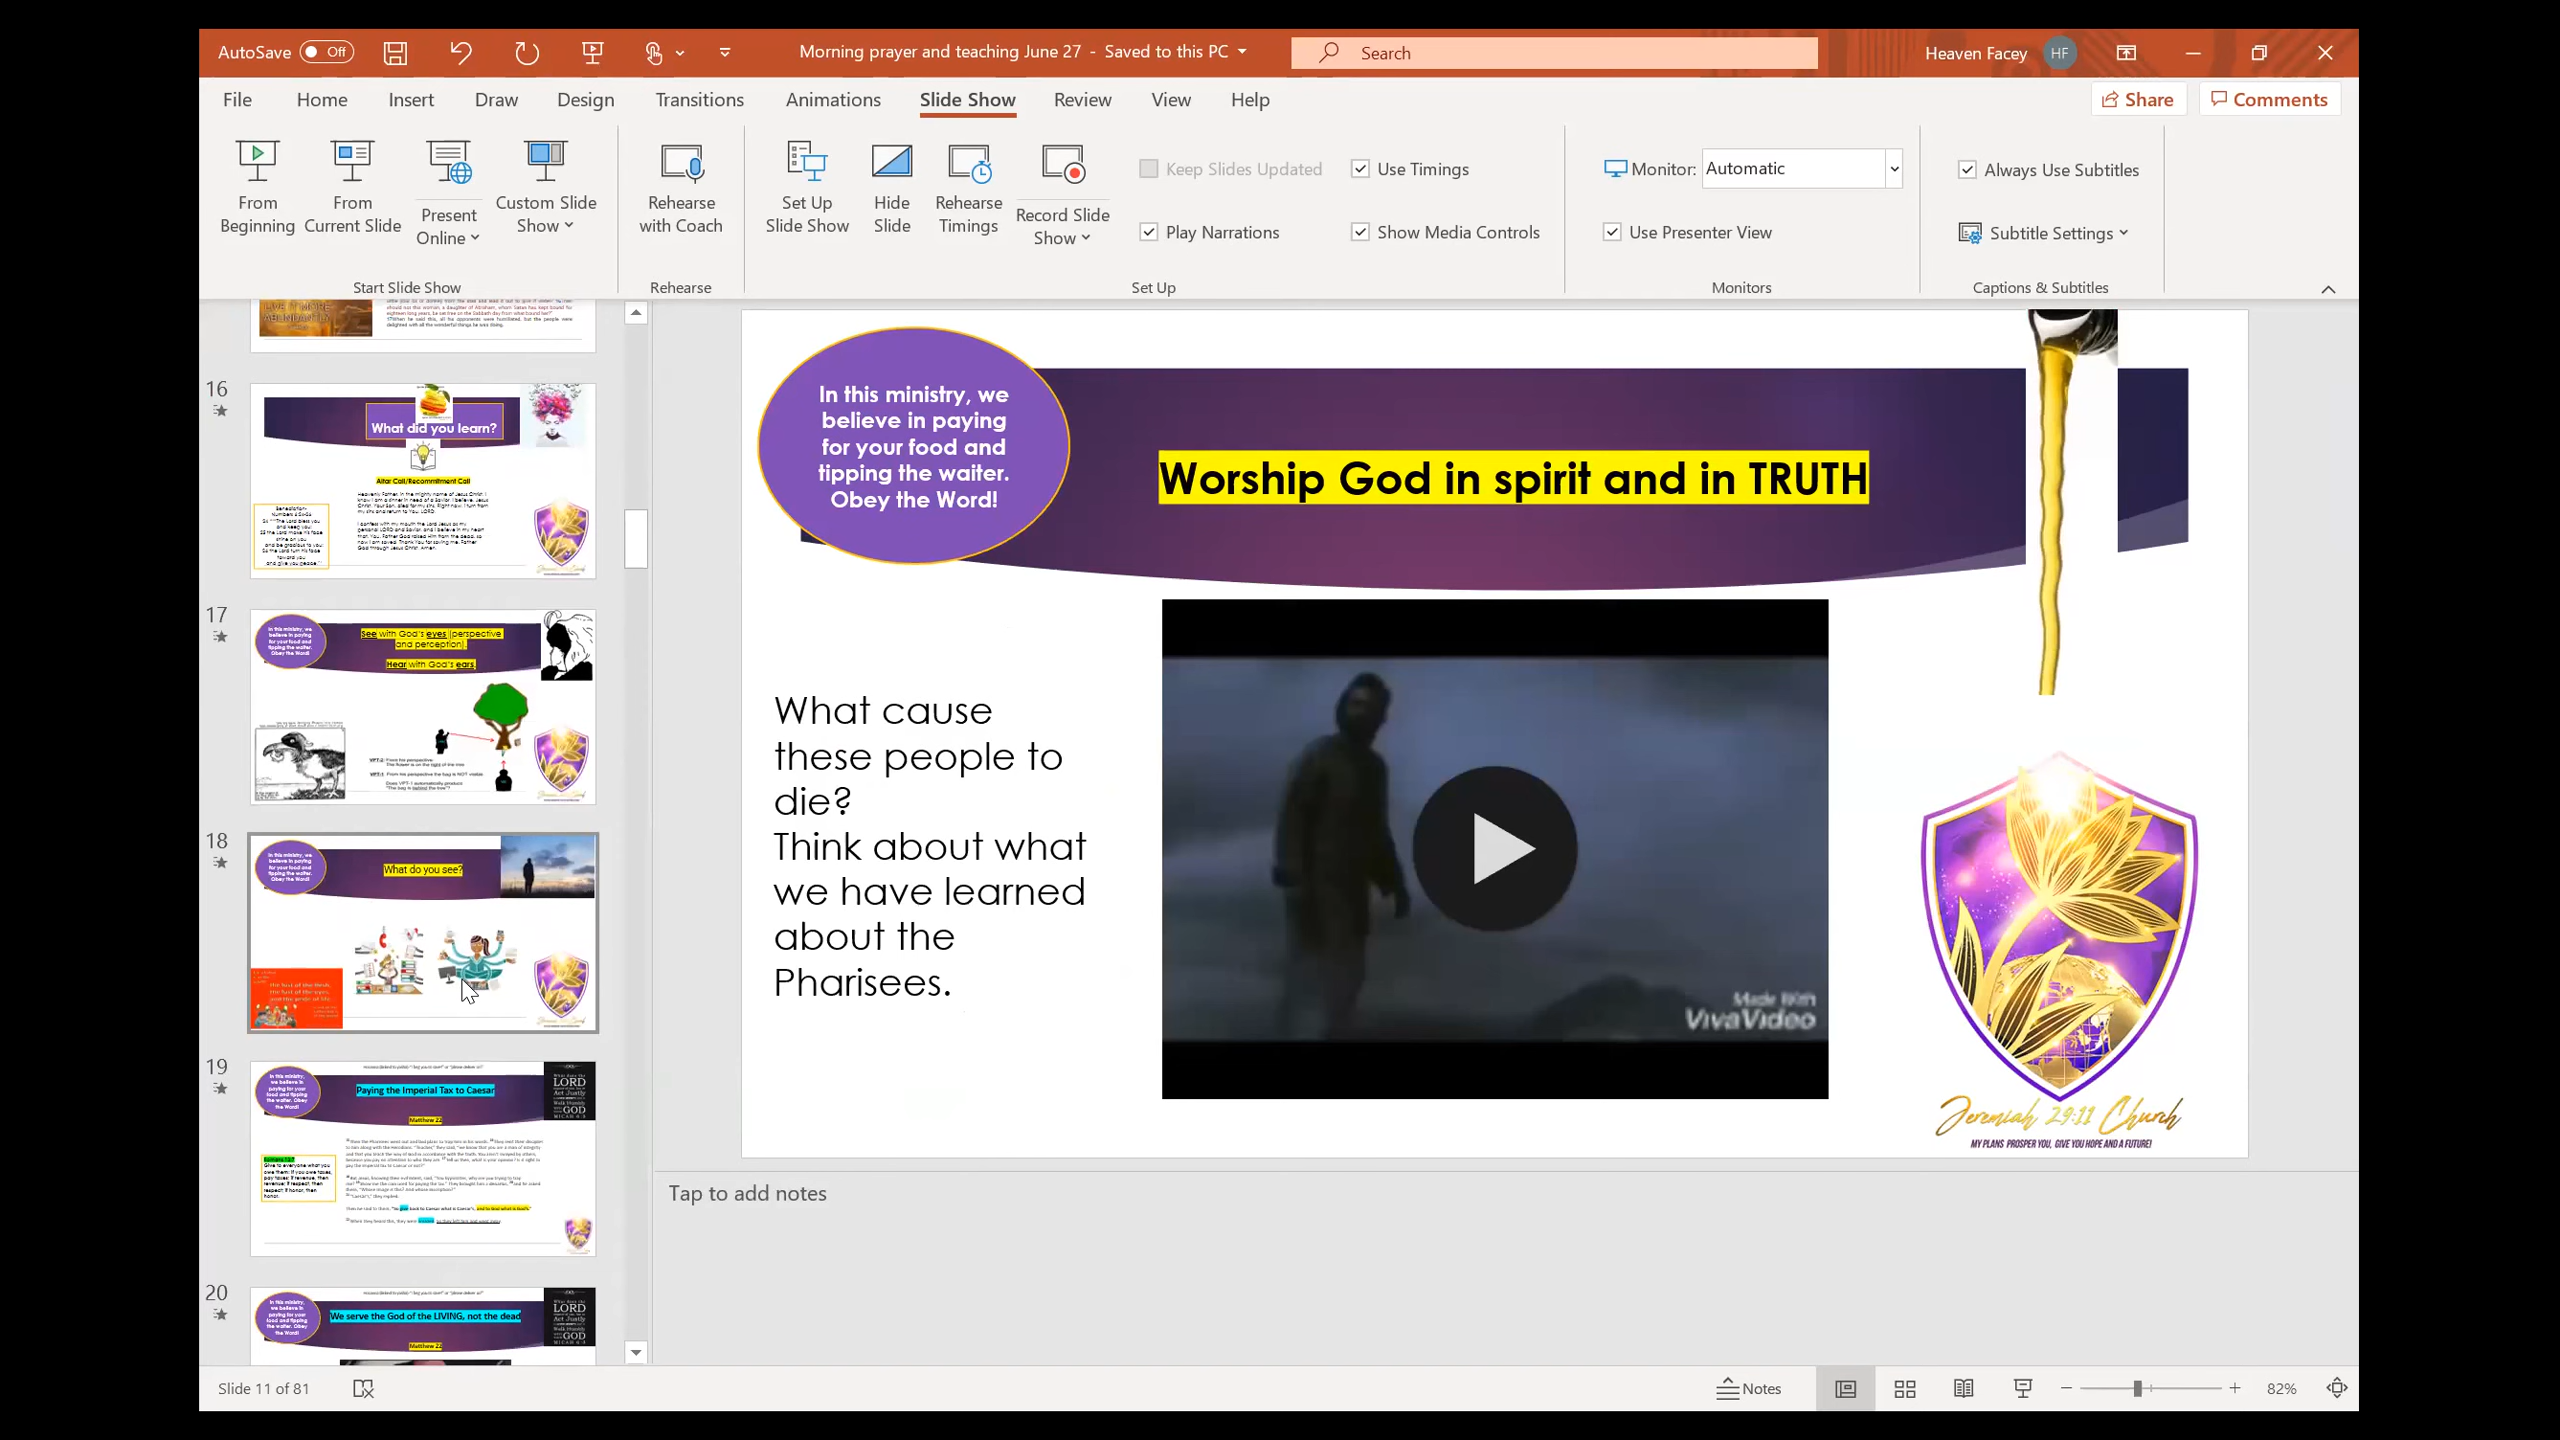 AutoSave Off
Morning prayer and teaching June 27 - Saved to this PC
Search
Heaven Facey HF
File Home Insert Draw Design Transitions Animations Slide Show Review View Help
Share Comments
From Beginning
From Current Slide
Present Online
Custom Slide Show
Rehearse with Coach
Set Up Slide Show
Hide Slide
Rehearse Timings
Record Slide Show
Keep Slides Updated
Play Narrations
Use Timings
Show Media Controls
Monitor: Automatic
Use Presenter View
Always Use Subtitles
Subtitle Settings
Start Slide Show
Rehearse
Set Up
Monitors
Captions & Subtitles
16
What did you learn?
Altar Call/Recommitment Call
17
See with God's eyes (perspective
and perception).
Hear with God's ears.
18
What do you see?
19
Paying the Imperial Tax to Caesar
Matthew 22
20
We serve the God of the LIVING, not the dead
Matthew 22
In this ministry, we
believe in paying
for your food and
tipping the waiter.
Obey the Word!
Worship God in spirit and in TRUTH
What cause
these people to
die?
Think about what
we have learned
about the
Pharisees.
Made With
VivaVideo
Jeremiah 29:11 Church
MY PLANS PROSPER YOU, GIVE YOU HOPE AND A FUTURE!
Tap to add notes
Slide 11 of 81
Notes
82%